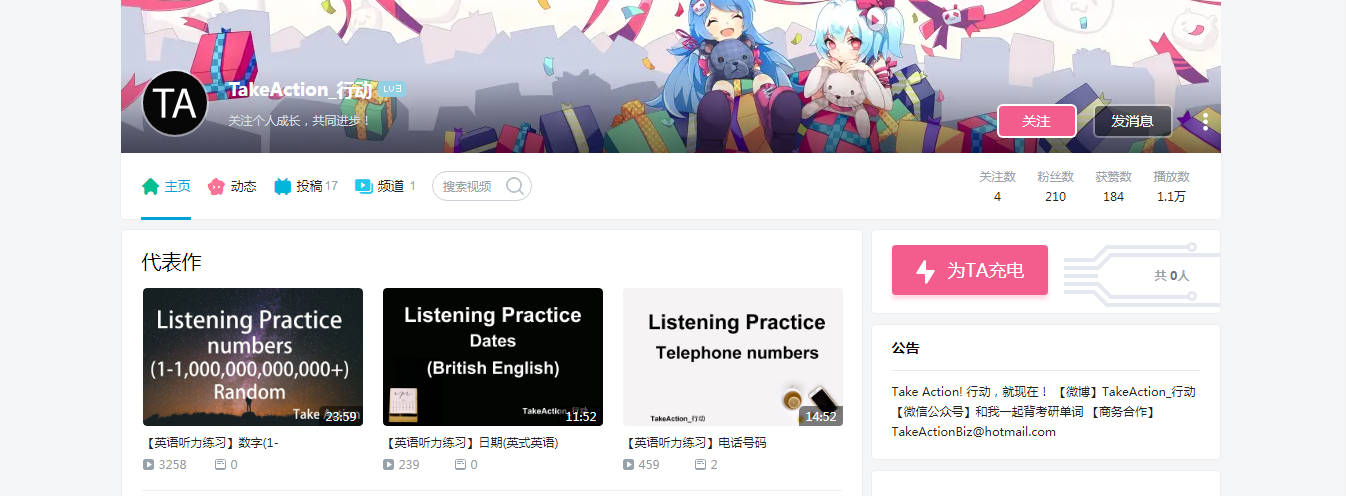 TA
TakeAction_行动 LV3
关注个人成长，共同进步！
关注
发消息
主页
动态
投稿 17
频道 1
搜索视频
关注数
4
粉丝数
210
获赞数
184
播放数
1.1万
代表作
Listening Practice
numbers
(1-1,000,000,000,000+)
Random
Take
23:59
【英语听力练习】数字(1-
3258
0
Listening Practice
Dates
(British English)
TakeAction_行动
11:52
【英语听力练习】日期(英式英语)
239
0
Listening Practice
Telephone numbers
TakeAction_行动
14:52
【英语听力练习】电话号码
459
2
为TA充电
共 0人
公告
Take Action! 行动，就现在！【微博】TakeAction_行动
【微信公众号】和我一起背考研单词 【商务合作】
TakeActionBiz@hotmail.com